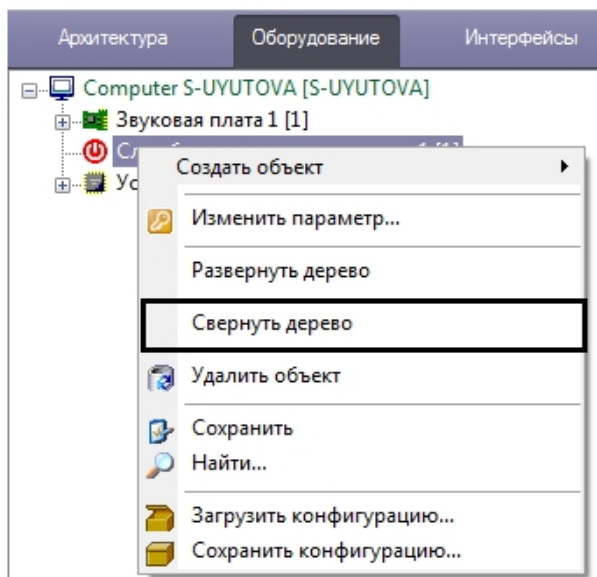 Архитектура Оборудование Интерфейсы
Computer S-UYUTOVA [S-UYUTOVA]
Звуковая плата 1 [1]
Создать объект
Изменить параметр...
Развернуть дерево
Свернуть дерево
Удалить объект
Сохранить
Найти...
Загрузить конфигурацию...
Сохранить конфигурацию...